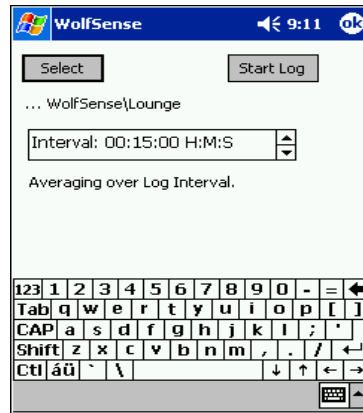 WolfSense 9:11 ok
Select Start Log
... WolfSense\Lounge
Interval: 00:15:00 H:M:S
Averaging over Log Interval.
123 1 2 3 4 5 6 7 8 9 0 - =
Tab q w e r t y u i o p [ ]
CAP a s d f g h j k l ; '
Shift z x c v b n m , . /
Ctl áü ` \